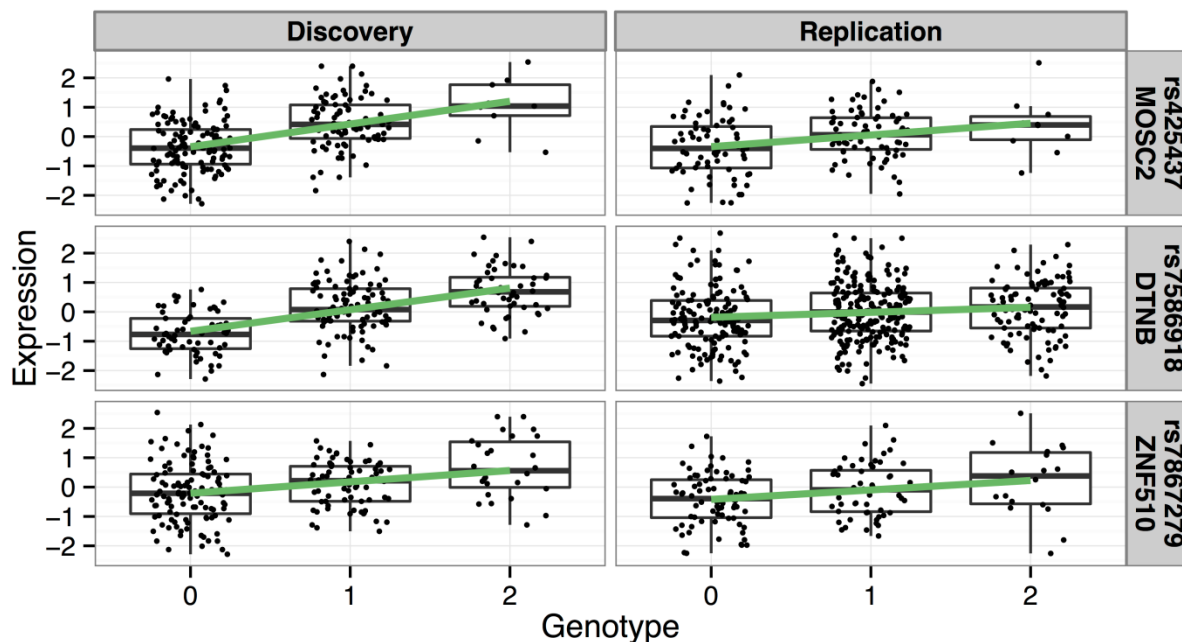 Discovery
Replication
Expression
2
1
0
−1
−2
rs425437
MOSC2
2
1
0
−1
−2
rs7586918
DTNB
2
1
0
−1
−2
rs7867279
ZNF510
0
1
2
0
1
2
Genotype